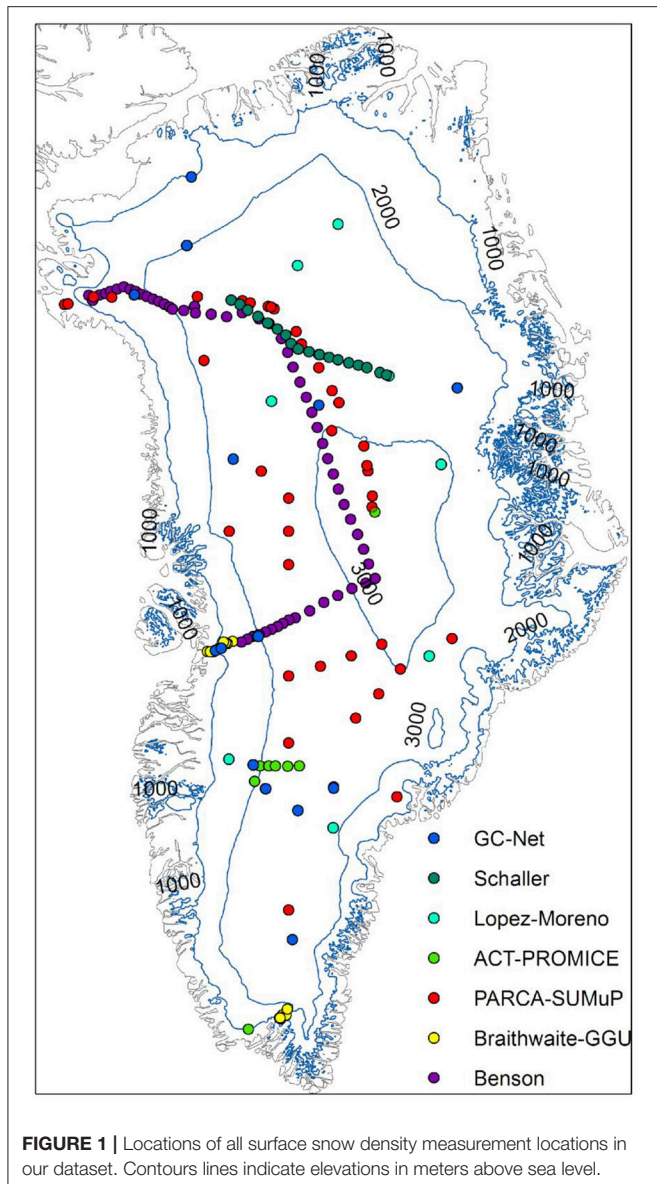 1000
1000
2000
1000
1000
1000
1000
1000
1000
1000
3000
2000
3000
1000
1000
GC-Net
Schaller
Lopez-Moreno
ACT-PROMICE
PARCA-SUMuP
Braithwaite-GGU
Benson
FIGURE 1 | Locations of all surface snow density measurement locations in
our dataset. Contours lines indicate elevations in meters above sea level.